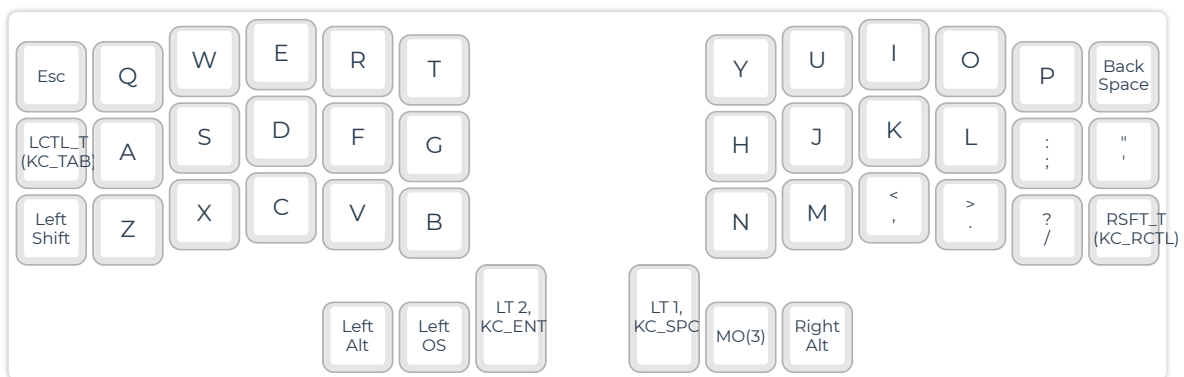 Esc Q W E R T Y U I O P Back
Space
LCTL_T
(KC_TAB) A S D F G H J K L :
; "
'
Left
Shift Z X C V B N M <
, >
. ?
/ RSFT_T
(KC_RCTL)
Left
Alt Left
OS LT 2,
KC_ENT LT 1,
KC_SPC MO(3) Right
Alt